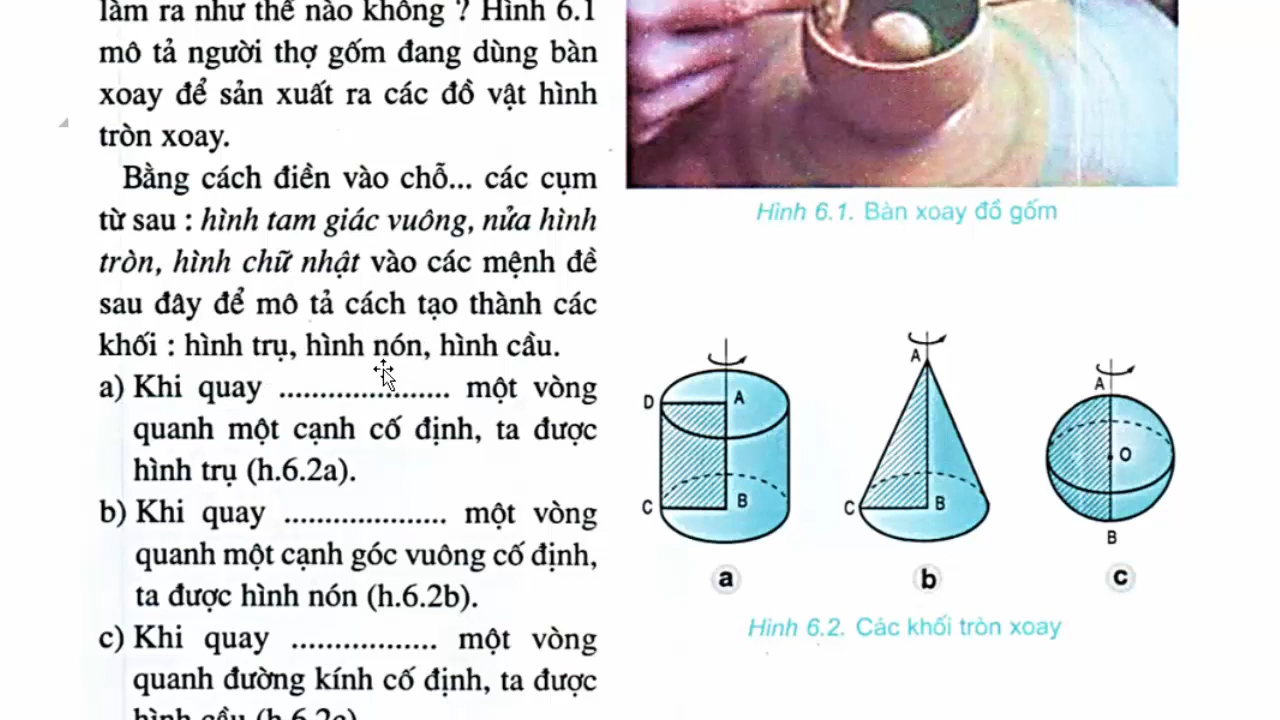 làm ra như thế nào không ? Hình 6.1
mô tả người thợ gốm đang dùng bàn
xoay để sản xuất ra các đồ vật hình
tròn xoay.
Bằng cách điền vào chỗ... các cụm
từ sau : hình tam giác vuông, nửa hình
tròn, hình chữ nhật vào các mệnh đề
sau đây để mô tả cách tạo thành các
khối : hình trụ, hình nón, hình cầu.
a) Khi quay ..................... một vòng
quanh một cạnh cố định, ta được
hình trụ (h.6.2a).
b) Khi quay .................... một vòng
quanh một cạnh góc vuông cố định,
ta được hình nón (h.6.2b).
c) Khi quay .................. một vòng
quanh đường kính cố định, ta được
hình cầu (h.6.2c)
Hình 6.1. Bàn xoay đồ gốm
D A
C B
a
A
C B
b
A
O
B
c
Hình 6.2. Các khối tròn xoay